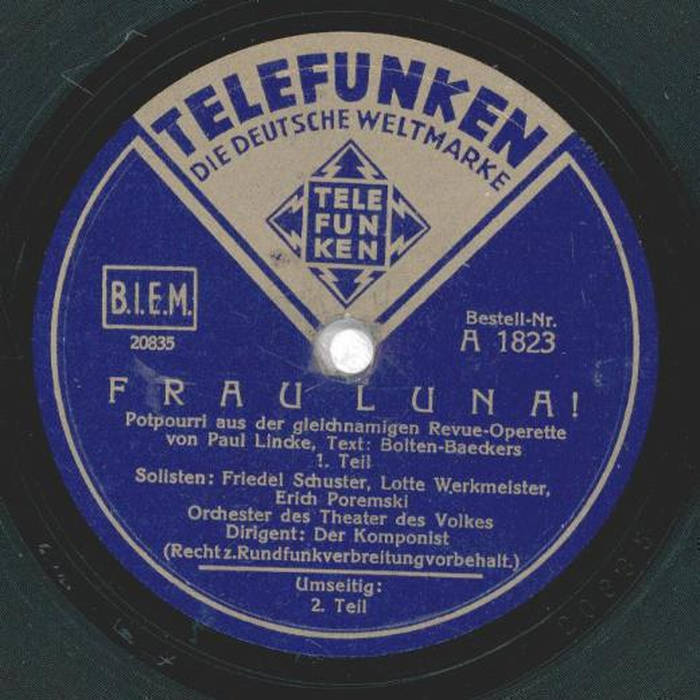 TELEFUNKEN
DIE DEUTSCHE WELTMARKE
TELE
FUN
KEN
B.I.E.M.
20835
Bestell-Nr.
A 1823
FRAU LUNA!
Potpourri aus der gleichnamigen Revue-Operette
von Paul Lincke, Text: Bolten-Baeckers
1. Teil
Solisten: Friedel Schuster, Lotte Werkmeister,
Erich Poremski
Orchester des Theater des Volkes
Dirigent: Der Komponist
(Recht z. Rundfunkverbreitung vorbehalt.)
Umseitig:
2. Teil